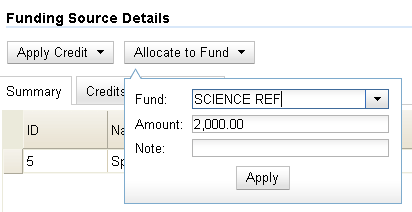 Funding Source Details
Apply Credit Allocate to Fund
Summary Credits
Fund: SCIENCE REF
Amount: 2,000.00
Note:
Apply
ID
5 Sp